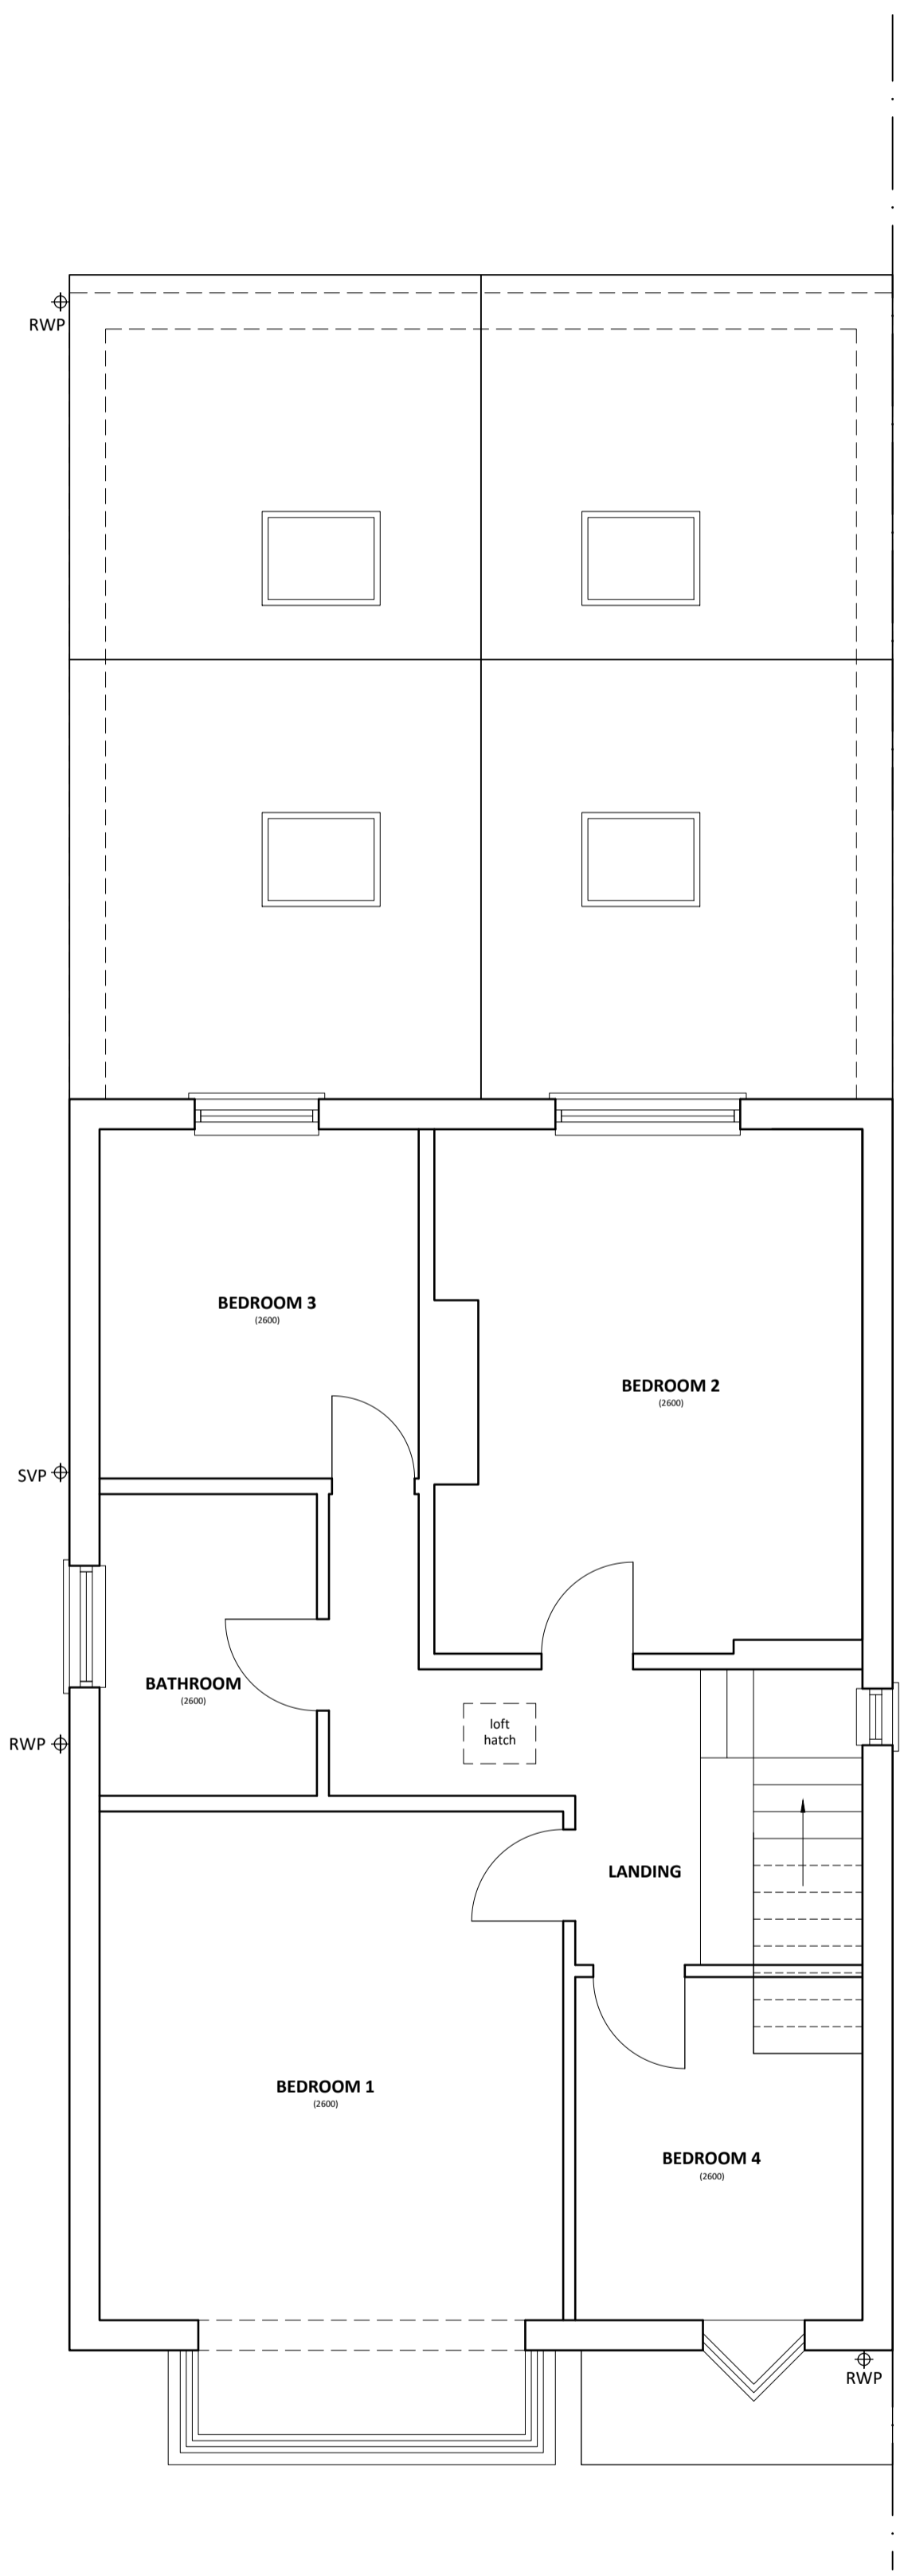 RWP
BEDROOM 3
(2600)
BEDROOM 2
(2600)
SVP
BATHROOM
(2600)
loft
hatch
RWP
LANDING
BEDROOM 1
(2600)
BEDROOM 4
(2600)
RWP